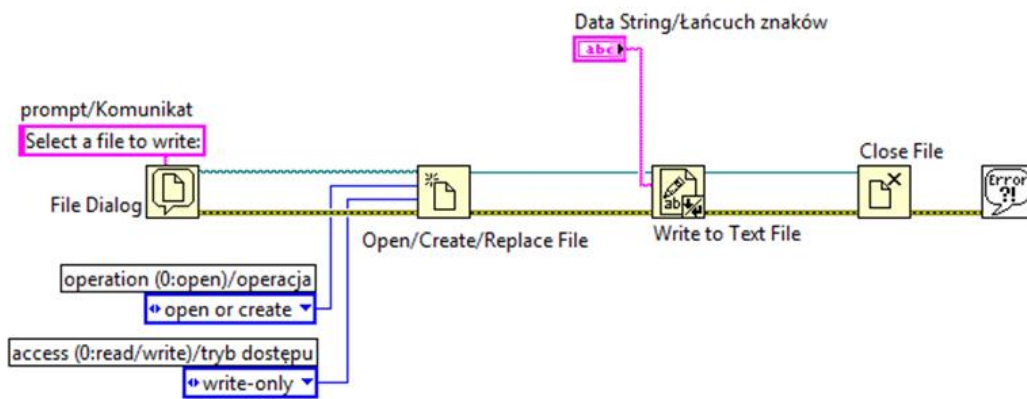 Data String/Łańcuch znaków
abc
prompt/Komunikat
Select a file to write:
Close File
File Dialog
Error
?!
ab
Open/Create/Replace File
Write to Text File
operation (0:open)/operacja
open or create
access (0:read/write)/tryb dostępu
write-only